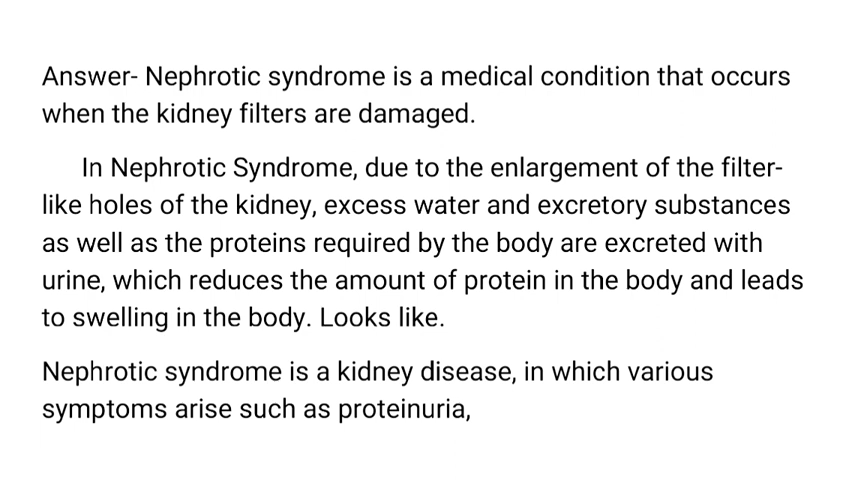 Answer- Nephrotic syndrome is a medical condition that occurs
when the kidney filters are damaged.
In Nephrotic Syndrome, due to the enlargement of the filter-
like holes of the kidney, excess water and excretory substances
as well as the proteins required by the body are excreted with
urine, which reduces the amount of protein in the body and leads
to swelling in the body. Looks like.
Nephrotic syndrome is a kidney disease, in which various
symptoms arise such as proteinuria,